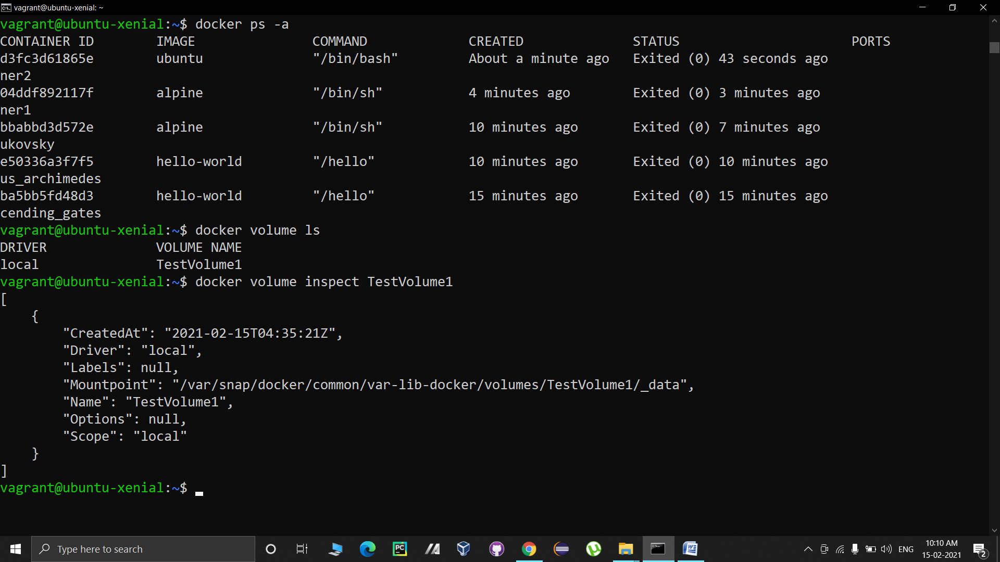 vagrant@ubuntu-xenial: ~
vagrant@ubuntu-xenial:~$ docker ps -a
CONTAINER ID IMAGE COMMAND CREATED STATUS PORTS
d3fc3d61865e ubuntu "/bin/bash" About a minute ago Exited (0) 43 seconds ago
ner2
04ddf892117f alpine "/bin/sh" 4 minutes ago Exited (0) 3 minutes ago
ner1
bbabbd3d572e alpine "/bin/sh" 10 minutes ago Exited (0) 7 minutes ago
ukovsky
e50336a3f7f5 hello-world "/hello" 10 minutes ago Exited (0) 10 minutes ago
us_archimedes
ba5bb5fd48d3 hello-world "/hello" 15 minutes ago Exited (0) 15 minutes ago
cending_gates
vagrant@ubuntu-xenial:~$ docker volume ls
DRIVER VOLUME NAME
local TestVolume1
vagrant@ubuntu-xenial:~$ docker volume inspect TestVolume1
[
    {
        "CreatedAt": "2021-02-15T04:35:21Z",
        "Driver": "local",
        "Labels": null,
        "Mountpoint": "/var/snap/docker/common/var-lib-docker/volumes/TestVolume1/_data",
        "Name": "TestVolume1",
        "Options": null,
        "Scope": "local"
    }
]
vagrant@ubuntu-xenial:~$
Type here to search
PC
W
ENG
10:10 AM
15-02-2021
2